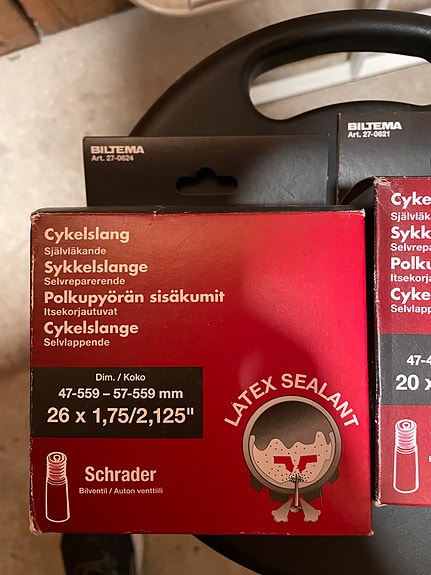 BILTEMA
Art. 27-0624
Cykelslang
Självläkande
Sykkelslange
Selvreparerende
Polkupyörän sisäkumit
Itsekorjautuvat
Cykelslange
Selvlappende
Dim. / Koko
47-559 – 57-559 mm
26 x 1,75/2,125"
LATEX SEALANT
Schrader
Bilventil / Auton venttiili
BILTEMA
Art. 27-0621
Cykels
Självläka
Sykk
Selvrepa
Polku
Itsekorja
Cyke
Selvlapp
47-4
20 x